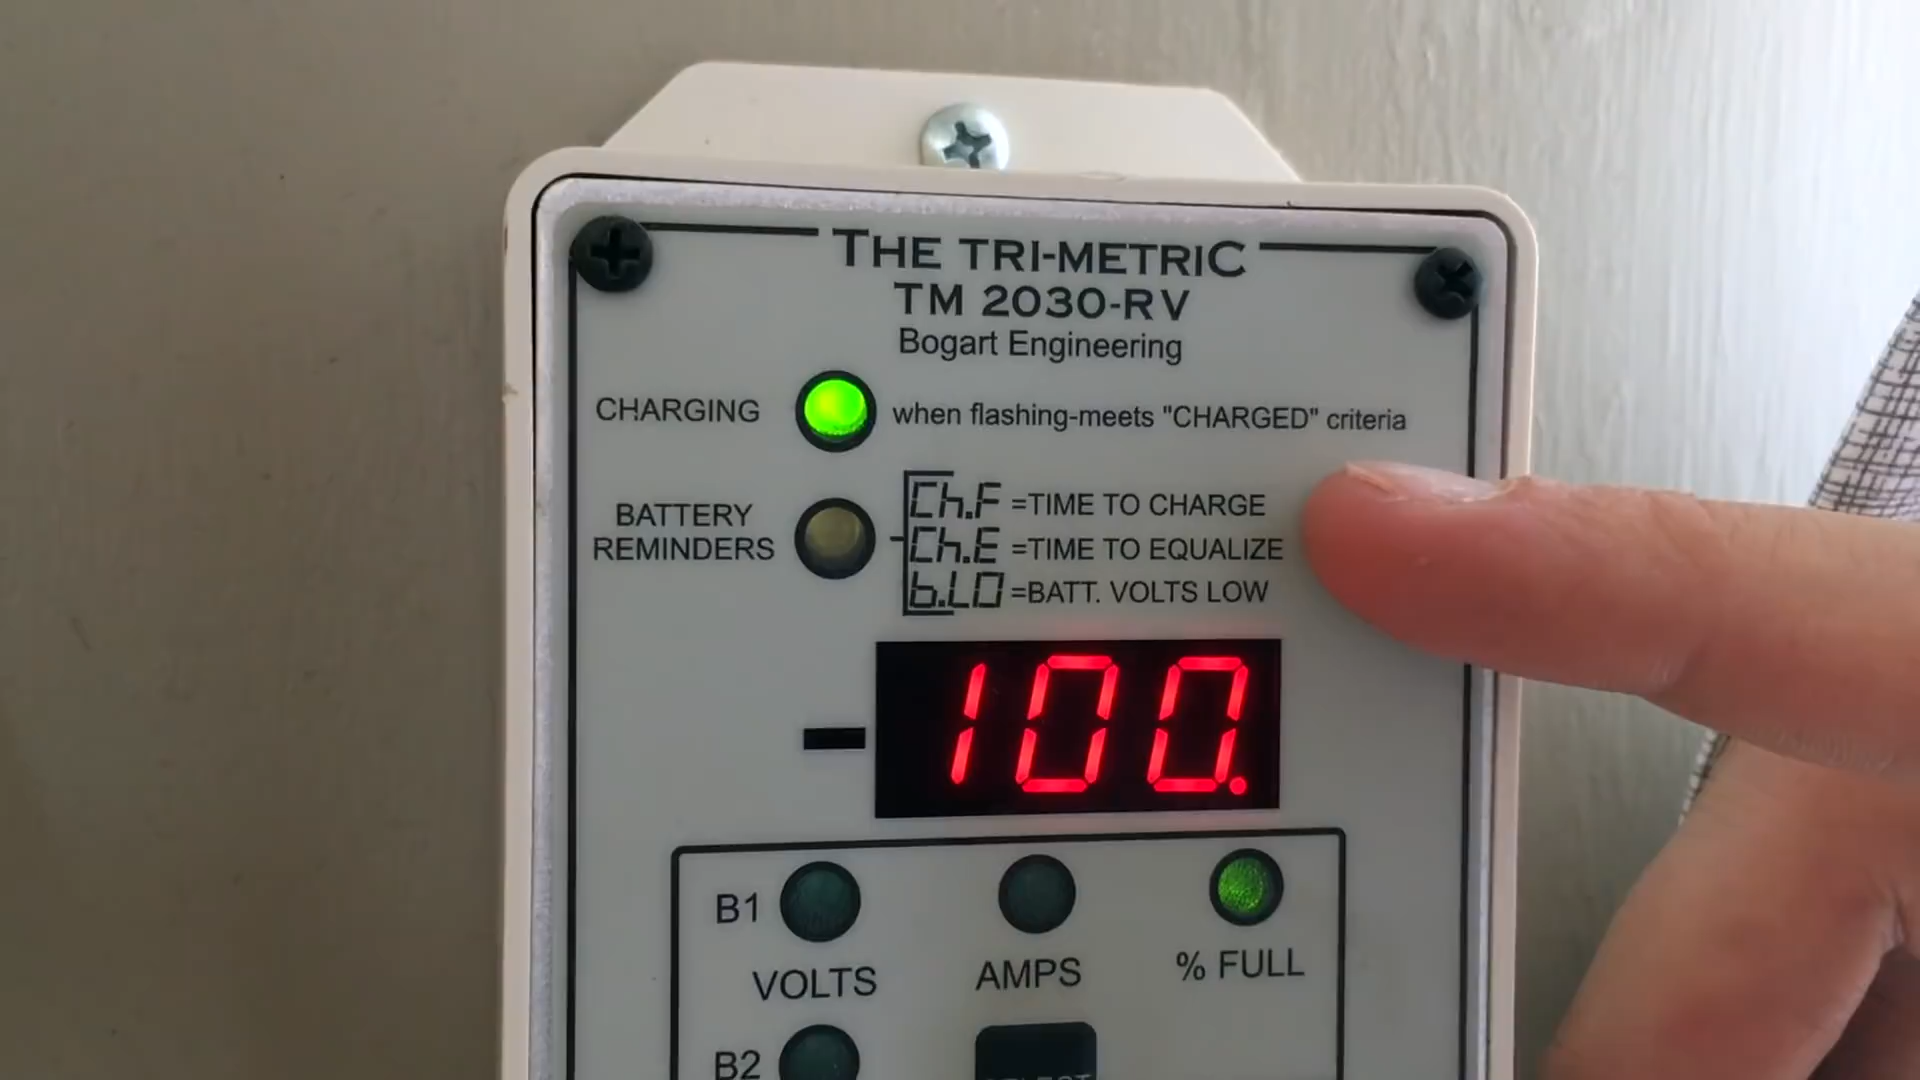 THE TRI-METRIC
TM 2030-RV
Bogart Engineering
CHARGING when flashing-meets "CHARGED" criteria
BATTERY
REMINDERS
Ch.F =TIME TO CHARGE
Ch.E =TIME TO EQUALIZE
b.LO =BATT. VOLTS LOW
100.
B1
VOLTS AMPS % FULL
B2
SELECT